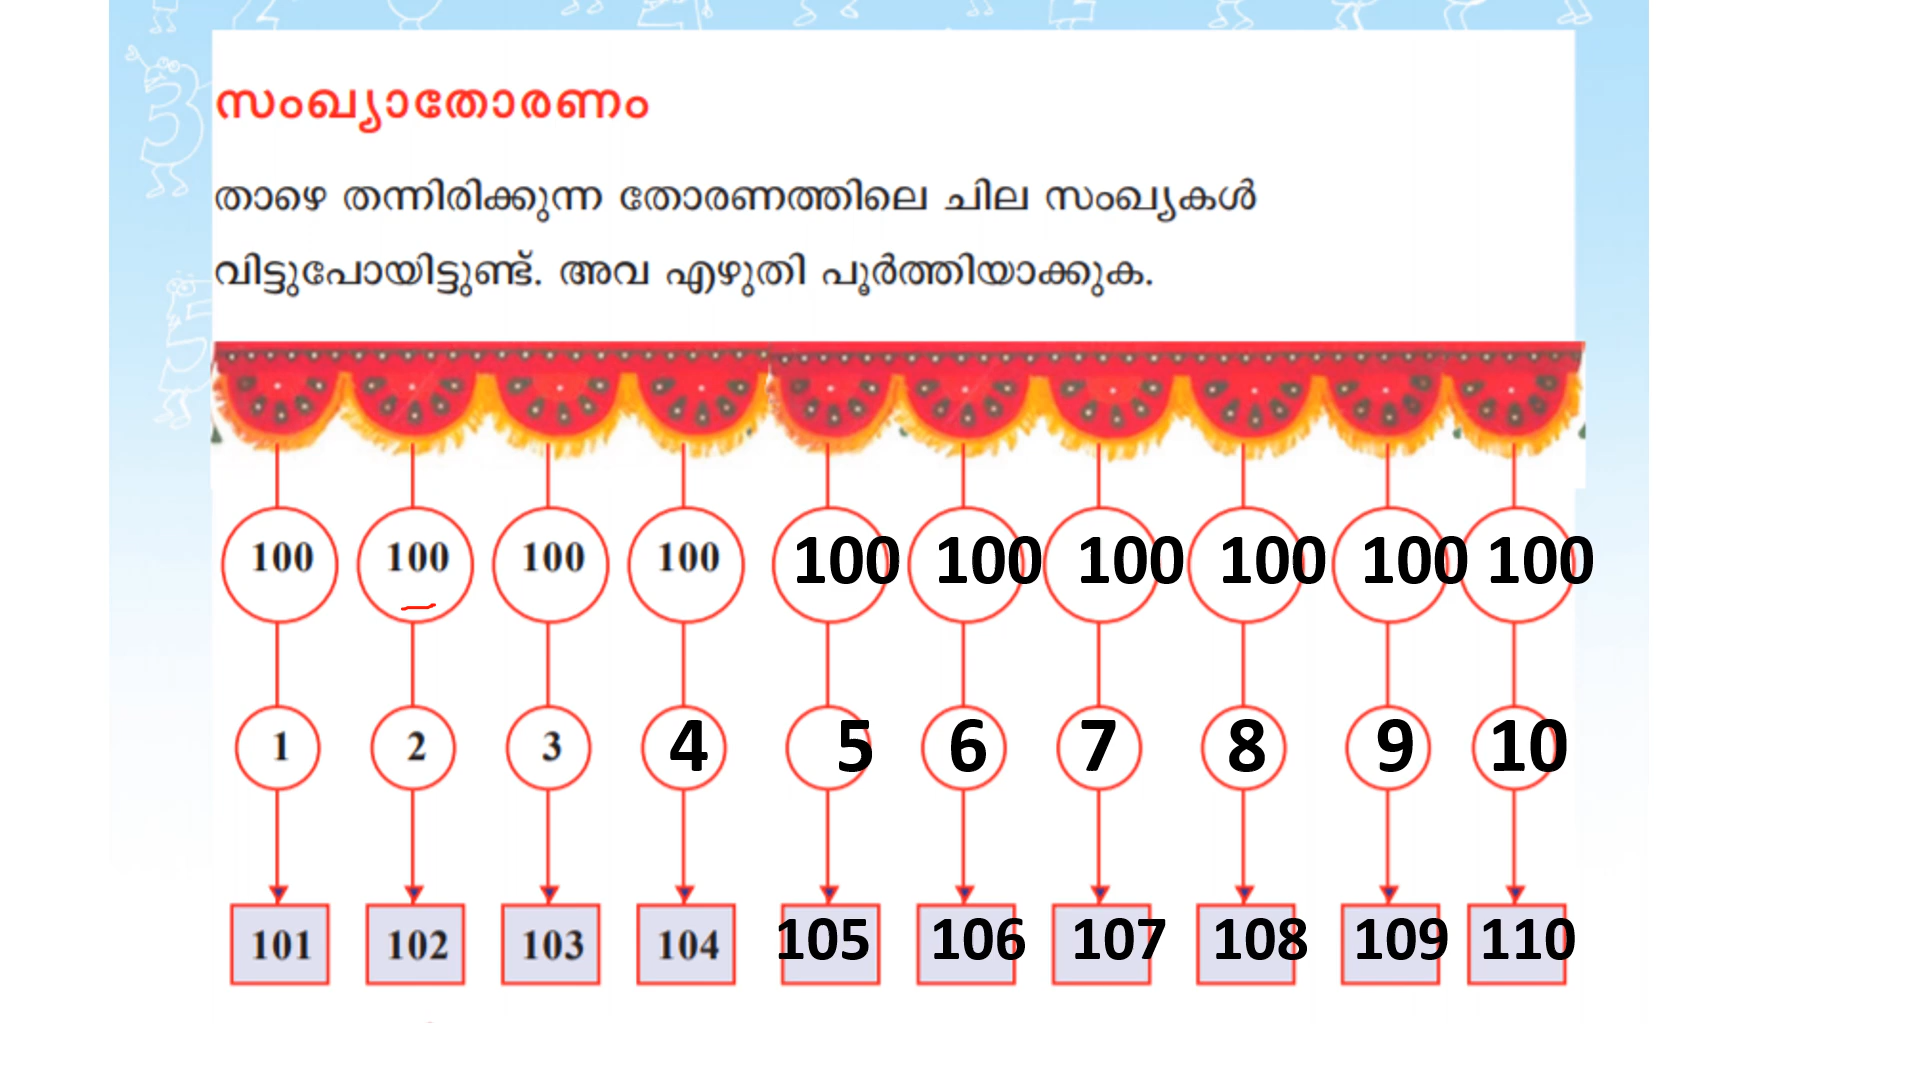 സംഖ്യാതോരണം
താഴെ തന്നിരിക്കുന്ന തോരണത്തിലെ ചില സംഖ്യകൾ
വിട്ടുപോയിട്ടുണ്ട്. അവ എഴുതി പൂർത്തിയാക്കുക.
100 100 100 100 100 100 100 100 100 100
1 2 3 4 5 6 7 8 9 10
101 102 103 104 105 106 107 108 109 110